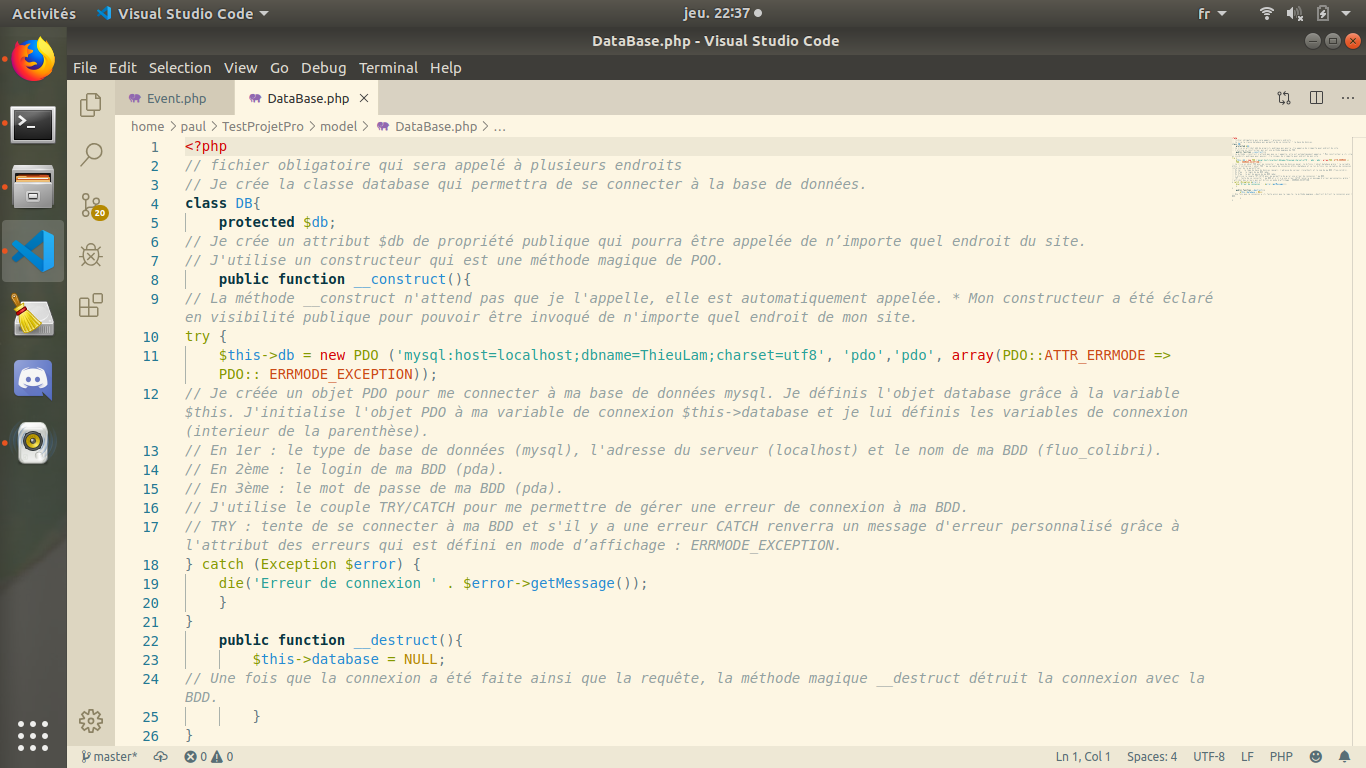 Activités Visual Studio Code jeu. 22:37 fr
DataBase.php - Visual Studio Code
File Edit Selection View Go Debug Terminal Help
Event.php DataBase.php
home > paul > TestProjetPro > model > DataBase.php > ...
1 <?php
2 // fichier obligatoire qui sera appelé à plusieurs endroits
3 // Je crée la classe database qui permettra de se connecter à la base de données.
4 class DB{
5 protected $db;
6 // Je crée un attribut $db de propriété publique qui pourra être appelée de n’importe quel endroit du site.
7 // J'utilise un constructeur qui est une méthode magique de POO.
8 public function __construct(){
9 // La méthode __construct n'attend pas que je l'appelle, elle est automatiquement appelée. * Mon constructeur a été éclaré
en visibilité publique pour pouvoir être invoqué de n'importe quel endroit de mon site.
10 try {
11 $this->db = new PDO ('mysql:host=localhost;dbname=ThieuLam;charset=utf8', 'pdo','pdo', array(PDO::ATTR_ERRMODE =>
PDO:: ERRMODE_EXCEPTION));
12 // Je créée un objet PDO pour me connecter à ma base de données mysql. Je définis l'objet database grâce à la variable
$this. J'initialise l'objet PDO à ma variable de connexion $this->database et je lui définis les variables de connexion
(interieur de la parenthèse).
13 // En 1er : le type de base de données (mysql), l'adresse du serveur (localhost) et le nom de ma BDD (fluo_colibri).
14 // En 2ème : le login de ma BDD (pda).
15 // En 3ème : le mot de passe de ma BDD (pda).
16 // J'utilise le couple TRY/CATCH pour me permettre de gérer une erreur de connexion à ma BDD.
17 // TRY : tente de se connecter à ma BDD et s'il y a une erreur CATCH renverra un message d'erreur personnalisé grâce à
l'attribut des erreurs qui est défini en mode d’affichage : ERRMODE_EXCEPTION.
18 } catch (Exception $error) {
19 die('Erreur de connexion ' . $error->getMessage());
20 }
21 }
22 public function __destruct(){
23 $this->database = NULL;
24 // Une fois que la connexion a été faite ainsi que la requête, la méthode magique __destruct détruit la connexion avec la
BDD.
25 }
26 }
20
master* 0 0 Ln 1, Col 1 Spaces: 4 UTF-8 LF PHP